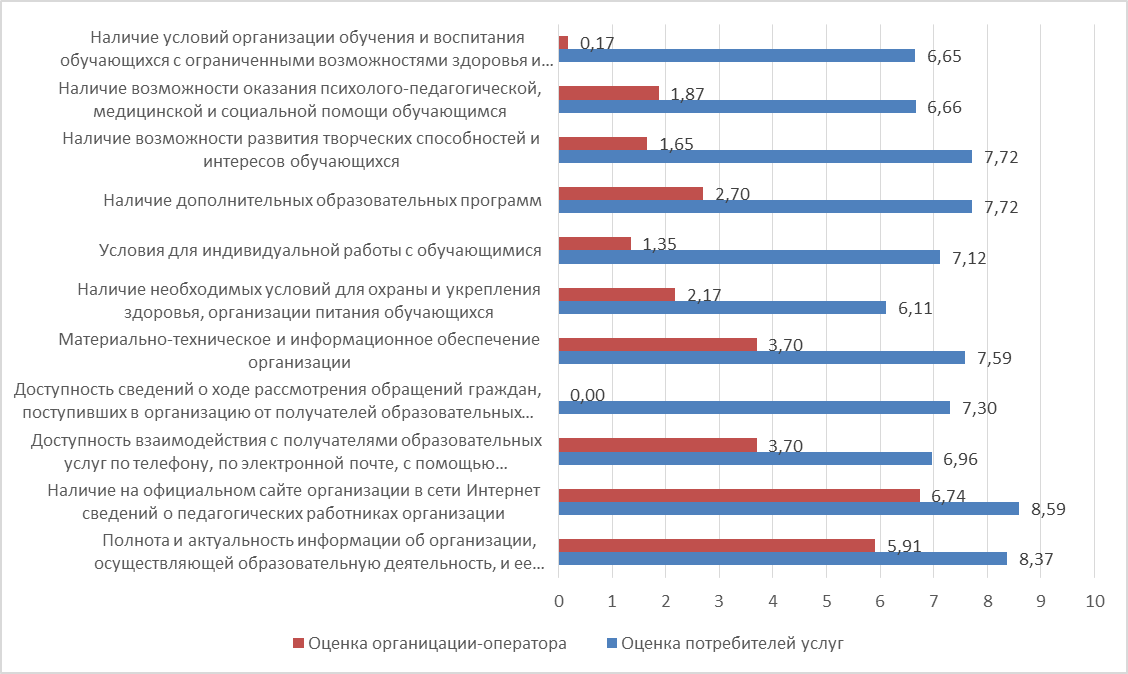 Наличие условий организации обучения и воспитания
обучающихся с ограниченными возможностями здоровья и…
0,17
6,65
Наличие возможности оказания психолого-педагогической,
медицинской и социальной помощи обучающимся
1,87
6,66
Наличие возможности развития творческих способностей и
интересов обучающихся
1,65
7,72
Наличие дополнительных образовательных программ
2,70
7,72
Условия для индивидуальной работы с обучающимися
1,35
7,12
Наличие необходимых условий для охраны и укрепления
здоровья, организации питания обучающихся
2,17
6,11
Материально-техническое и информационное обеспечение
организации
3,70
7,59
Доступность сведений о ходе рассмотрения обращений граждан,
поступивших в организацию от получателей образовательных…
0,00
7,30
Доступность взаимодействия с получателями образовательных
услуг по телефону, по электронной почте, с помощью…
3,70
6,96
Наличие на официальном сайте организации в сети Интернет
сведений о педагогических работниках организации
6,74
8,59
Полнота и актуальность информации об организации,
осуществляющей образовательную деятельность, и ее…
5,91
8,37
0 1 2 3 4 5 6 7 8 9 10
Оценка органицации-оператора Оценка потребителей услуг